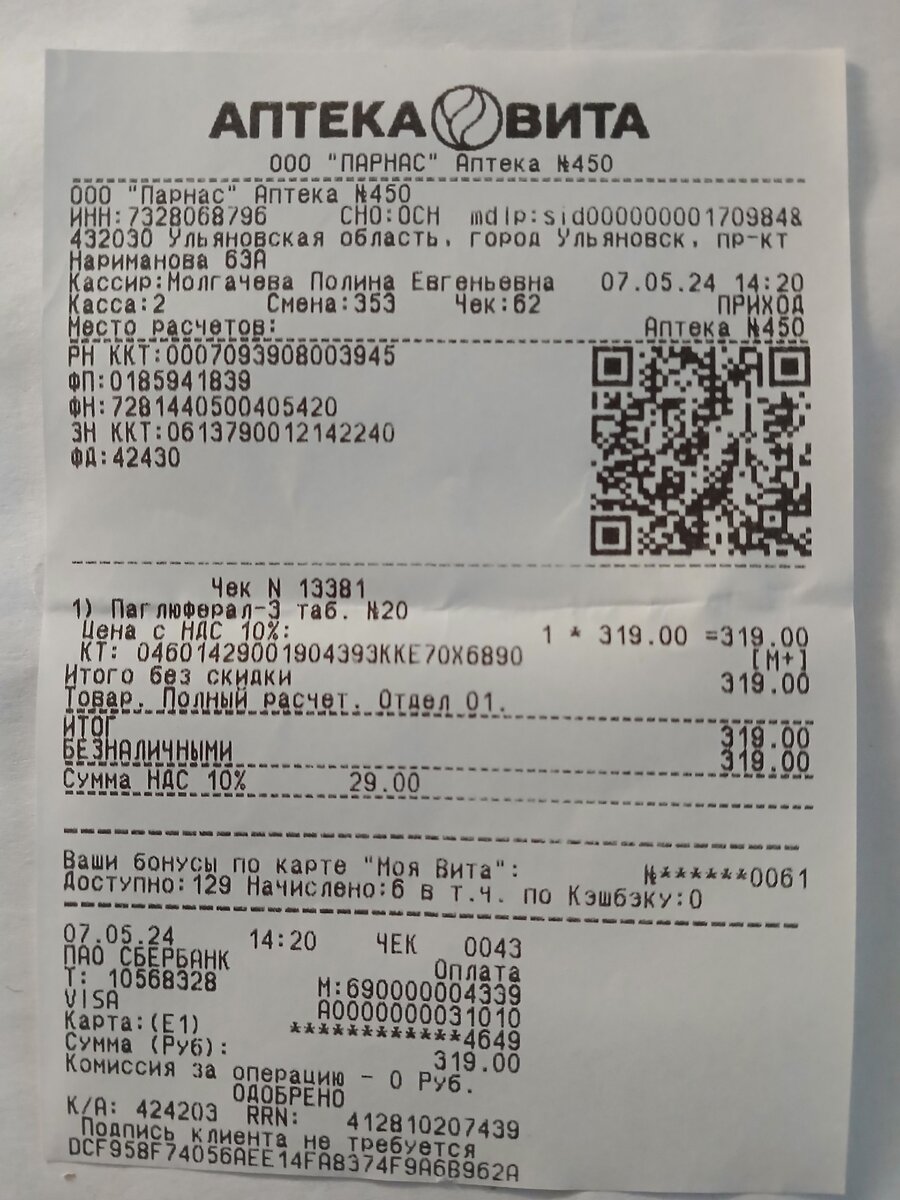 АПТЕКА ВИТА
ООО "ПАРНАС" Аптека №450
ООО "Парнас" Аптека №450
ИНН:7328068796 СНО:ОСН mdlp:sid00000000170984&
432030 Ульяновская область, город Ульяновск, пр-кт
Нариманова 63А
Кассир:Молгачева Полина Евгеньевна 07.05.24 14:20
Касса:2 Смена:353 Чек:62 ПРИХОД
Место расчетов: Аптека №450
РН ККТ:0007093908003945
ФП:0185941839
ФН:7281440500405420
ЗН ККТ:0613790012142240
ФД:42430
Чек N 13381
1) Паглюферал-3 таб. №20
Цена с НДС 10%: 1 * 319.00 =319.00
КТ: 04601429001904393KKE70X6890 [М+]
Итого без скидки 319.00
Товар. Полный расчет. Отдел 01.
ИТОГ 319.00
БЕЗНАЛИЧНЫМИ 319.00
Сумма НДС 10% 29.00
Ваши бонусы по карте "Моя Вита": №******0061
Доступно:129 Начислено:6 в т.ч. по Кэшбэку:0
07.05.24 14:20 ЧЕК 0043
ПАО СБЕРБАНК Оплата
Т: 10568328 М:690000004339
VISA A0000000031010
Карта:(E1) ************4649
Сумма (Руб): 319.00
Комиссия за операцию - 0 Руб.
ОДОБРЕНО
К/А: 424203 RRN: 412810207439
Подпись клиента не требуется
DCF958F74056AEE14FA8374F9A6B962A